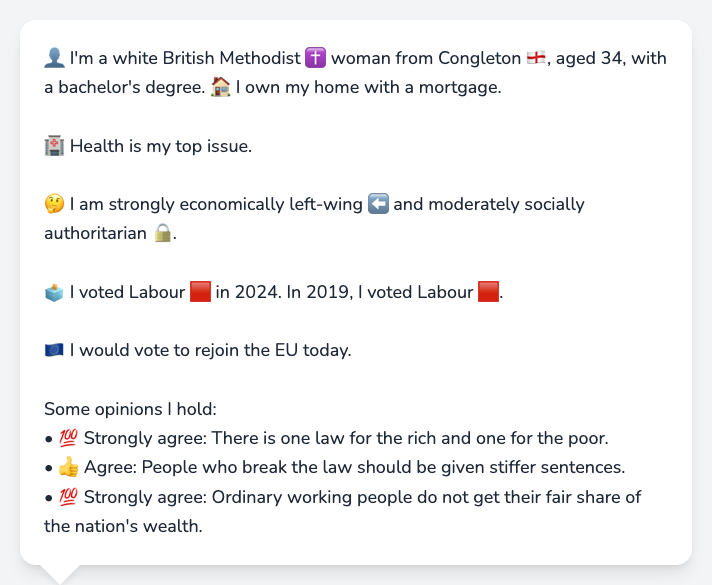 👤 I'm a white British Methodist ✝️ woman from Congleton 🏴󠁧󠁢󠁥󠁮󠁧󠁿, aged 34, with
a bachelor's degree. 🏠 I own my home with a mortgage.
🏥 Health is my top issue.
🤔 I am strongly economically left-wing ⬅️ and moderately socially
authoritarian 🔒.
🗳️ I voted Labour 🟥 in 2024. In 2019, I voted Labour 🟥.
🇪🇺 I would vote to rejoin the EU today.
Some opinions I hold:
• 💯 Strongly agree: There is one law for the rich and one for the poor.
• 👍 Agree: People who break the law should be given stiffer sentences.
• 💯 Strongly agree: Ordinary working people do not get their fair share of
the nation's wealth.